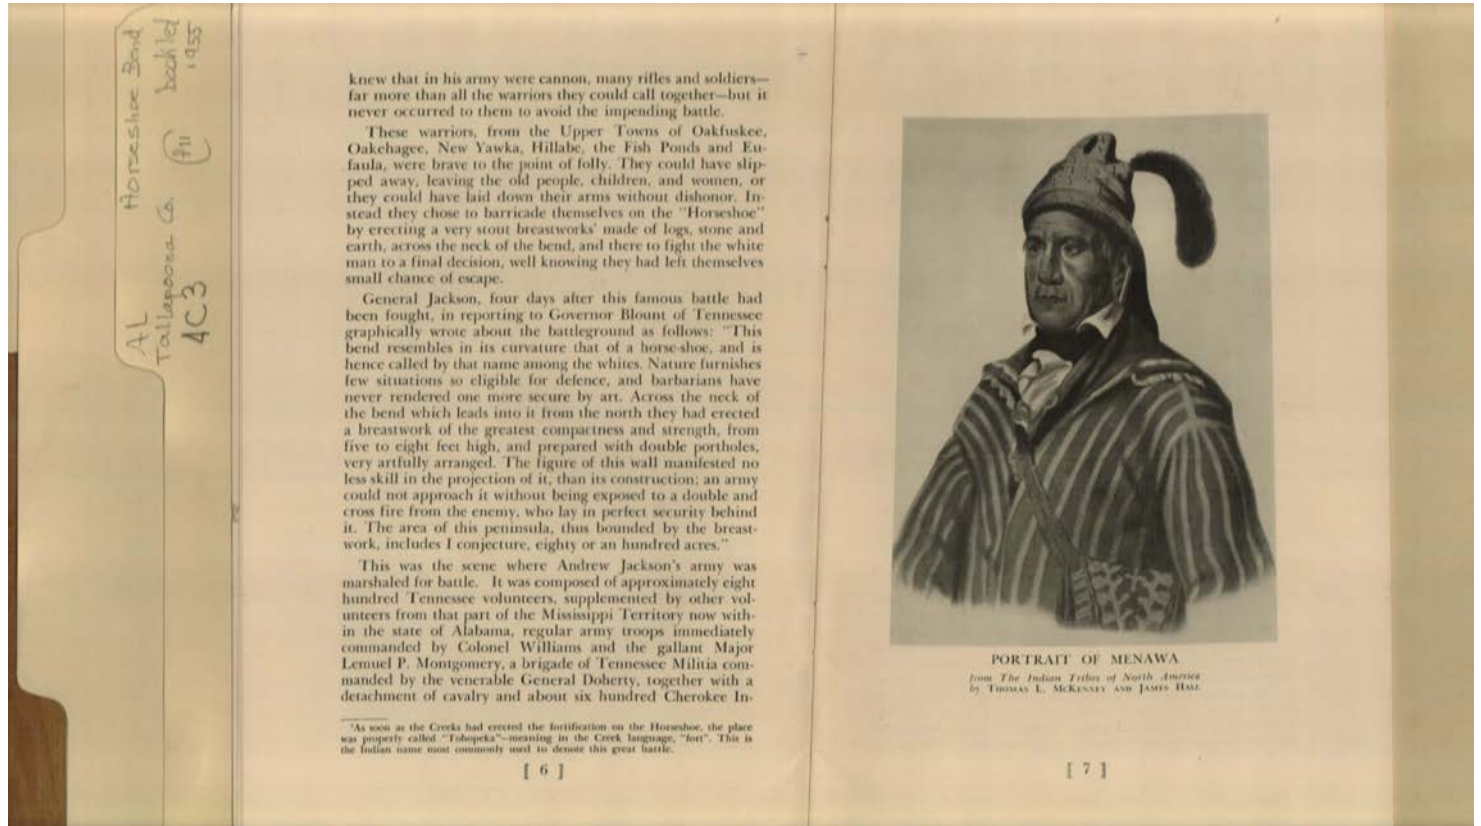 AL Horseshoe Bend
Tallapoosa Co. P11 booklet
4C3 1955
knew that in his army were cannon, many rifles and soldiers—
far more than all the warriors they could call together—but it
never occurred to them to avoid the impending battle.
These warriors, from the Upper Towns of Oakfuskee,
Oakehagee, New Yawka, Hillabe, the Fish Ponds and Eu-
faula, were brave to the point of folly. They could have slip-
ped away, leaving the old people, children, and women, or
they could have laid down their arms without dishonor. In-
stead they chose to barricade themselves on the "Horseshoe"
by erecting a very stout breastworks' made of logs, stone and
earth, across the neck of the bend, and there to fight the white
man to a final decision, well knowing they had left themselves
small chance of escape.
General Jackson, four days after this famous battle had
been fought, in reporting to Governor Blount of Tennessee
graphically wrote about the battleground as follows: "This
bend resembles in its curvature that of a horse-shoe, and is
hence called by that name among the whites. Nature furnishes
few situations so eligible for defence, and barbarians have
never rendered one more secure by art. Across the neck of
the bend which leads into it from the north they had erected
a breastwork of the greatest compactness and strength, from
five to eight feet high, and prepared with double portholes,
very artfully arranged. The figure of this wall manifested no
less skill in the projection of it, than its construction; an army
could not approach it without being exposed to a double and
cross fire from the enemy, who lay in perfect security behind
it. The area of this peninsula, thus bounded by the breast-
work, includes I conjecture, eighty or an hundred acres."
This was the scene where Andrew Jackson's army was
marshaled for battle. It was composed of approximately eight
hundred Tennessee volunteers, supplemented by other vol-
unteers from that part of the Mississippi Territory now with-
in the state of Alabama, regular army troops immediately
commanded by Colonel Williams and the gallant Major
Lemuel P. Montgomery, a brigade of Tennessee Militia com-
manded by the venerable General Doherty, together with a
detachment of cavalry and about six hundred Cherokee In-
'As soon as the Creeks had erected the fortification on the Horseshoe, the place
was properly called "Tohopeka"—meaning in the Creek language, "fort". This is
the Indian name most commonly used to denote this great battle.
[ 6 ]
PORTRAIT OF MENAWA
from The Indian Tribes of North America
by THOMAS L. MCKENNEY AND JAMES HALL
[ 7 ]